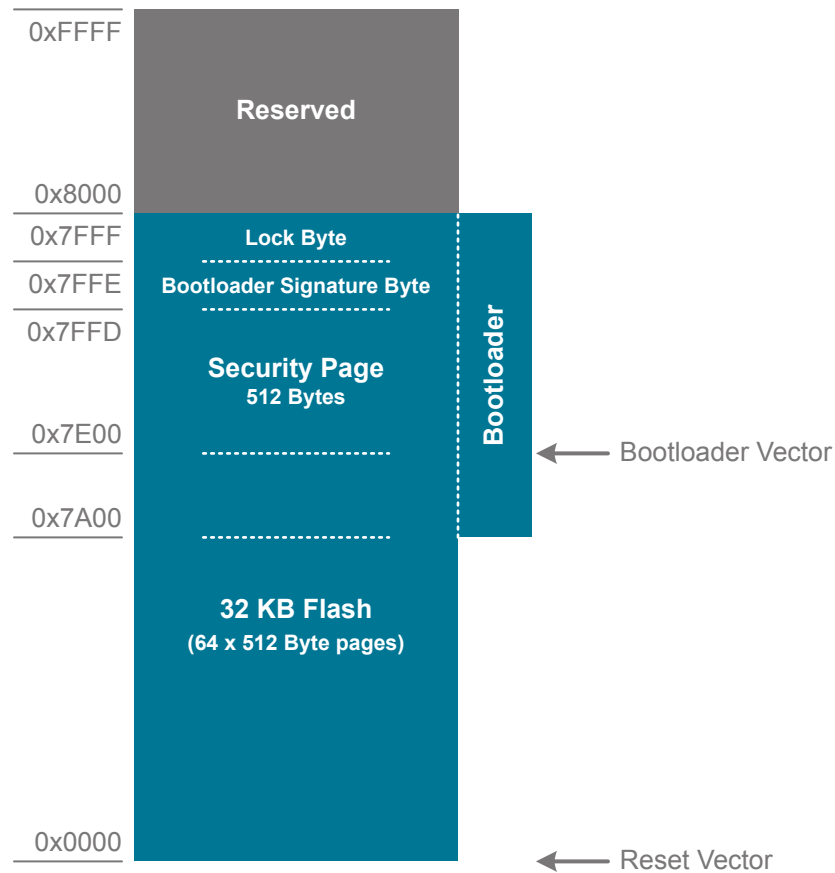 0xFFFF
Reserved
0x8000
0x7FFF
Lock Byte
0x7FFE
Bootloader Signature Byte
0x7FFD
Security Page
512 Bytes
Bootloader
0x7E00
Bootloader Vector
0x7A00
32 KB Flash
(64 x 512 Byte pages)
0x0000
Reset Vector